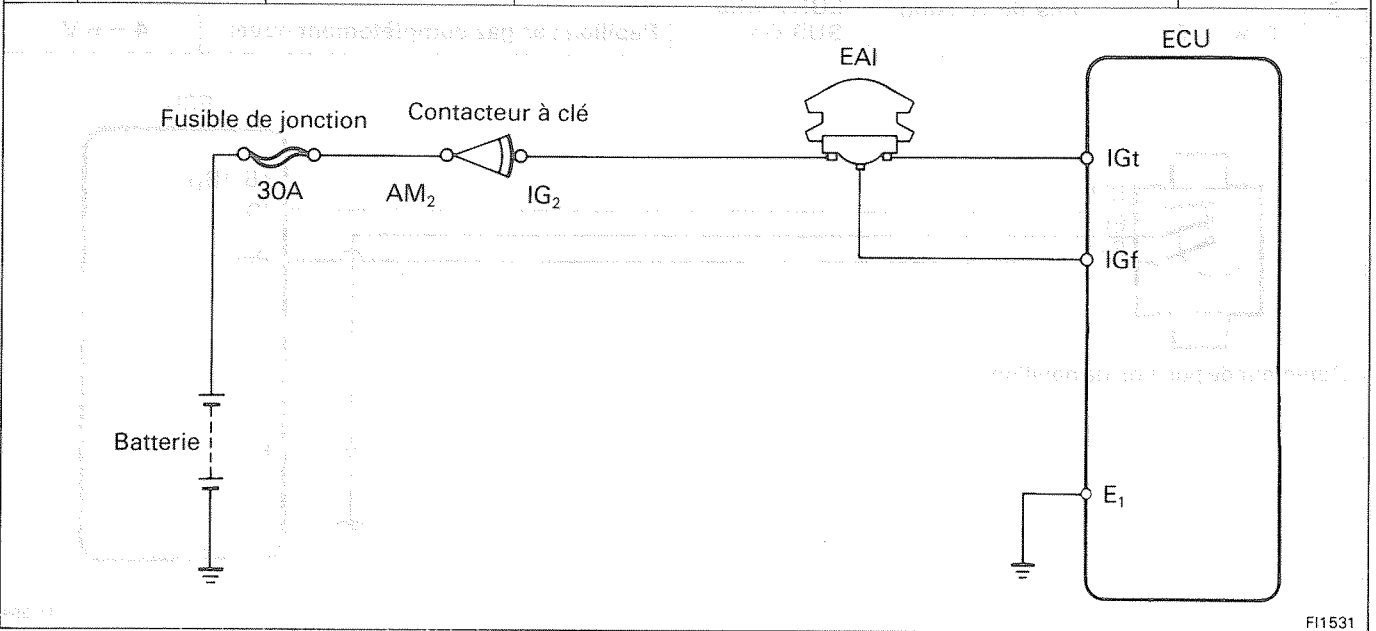 ECU
EAI
Fusible de jonction
Contacteur à clé
30A
AM₂
IG₂
IGt
IGf
Batterie
E₁
FI1531